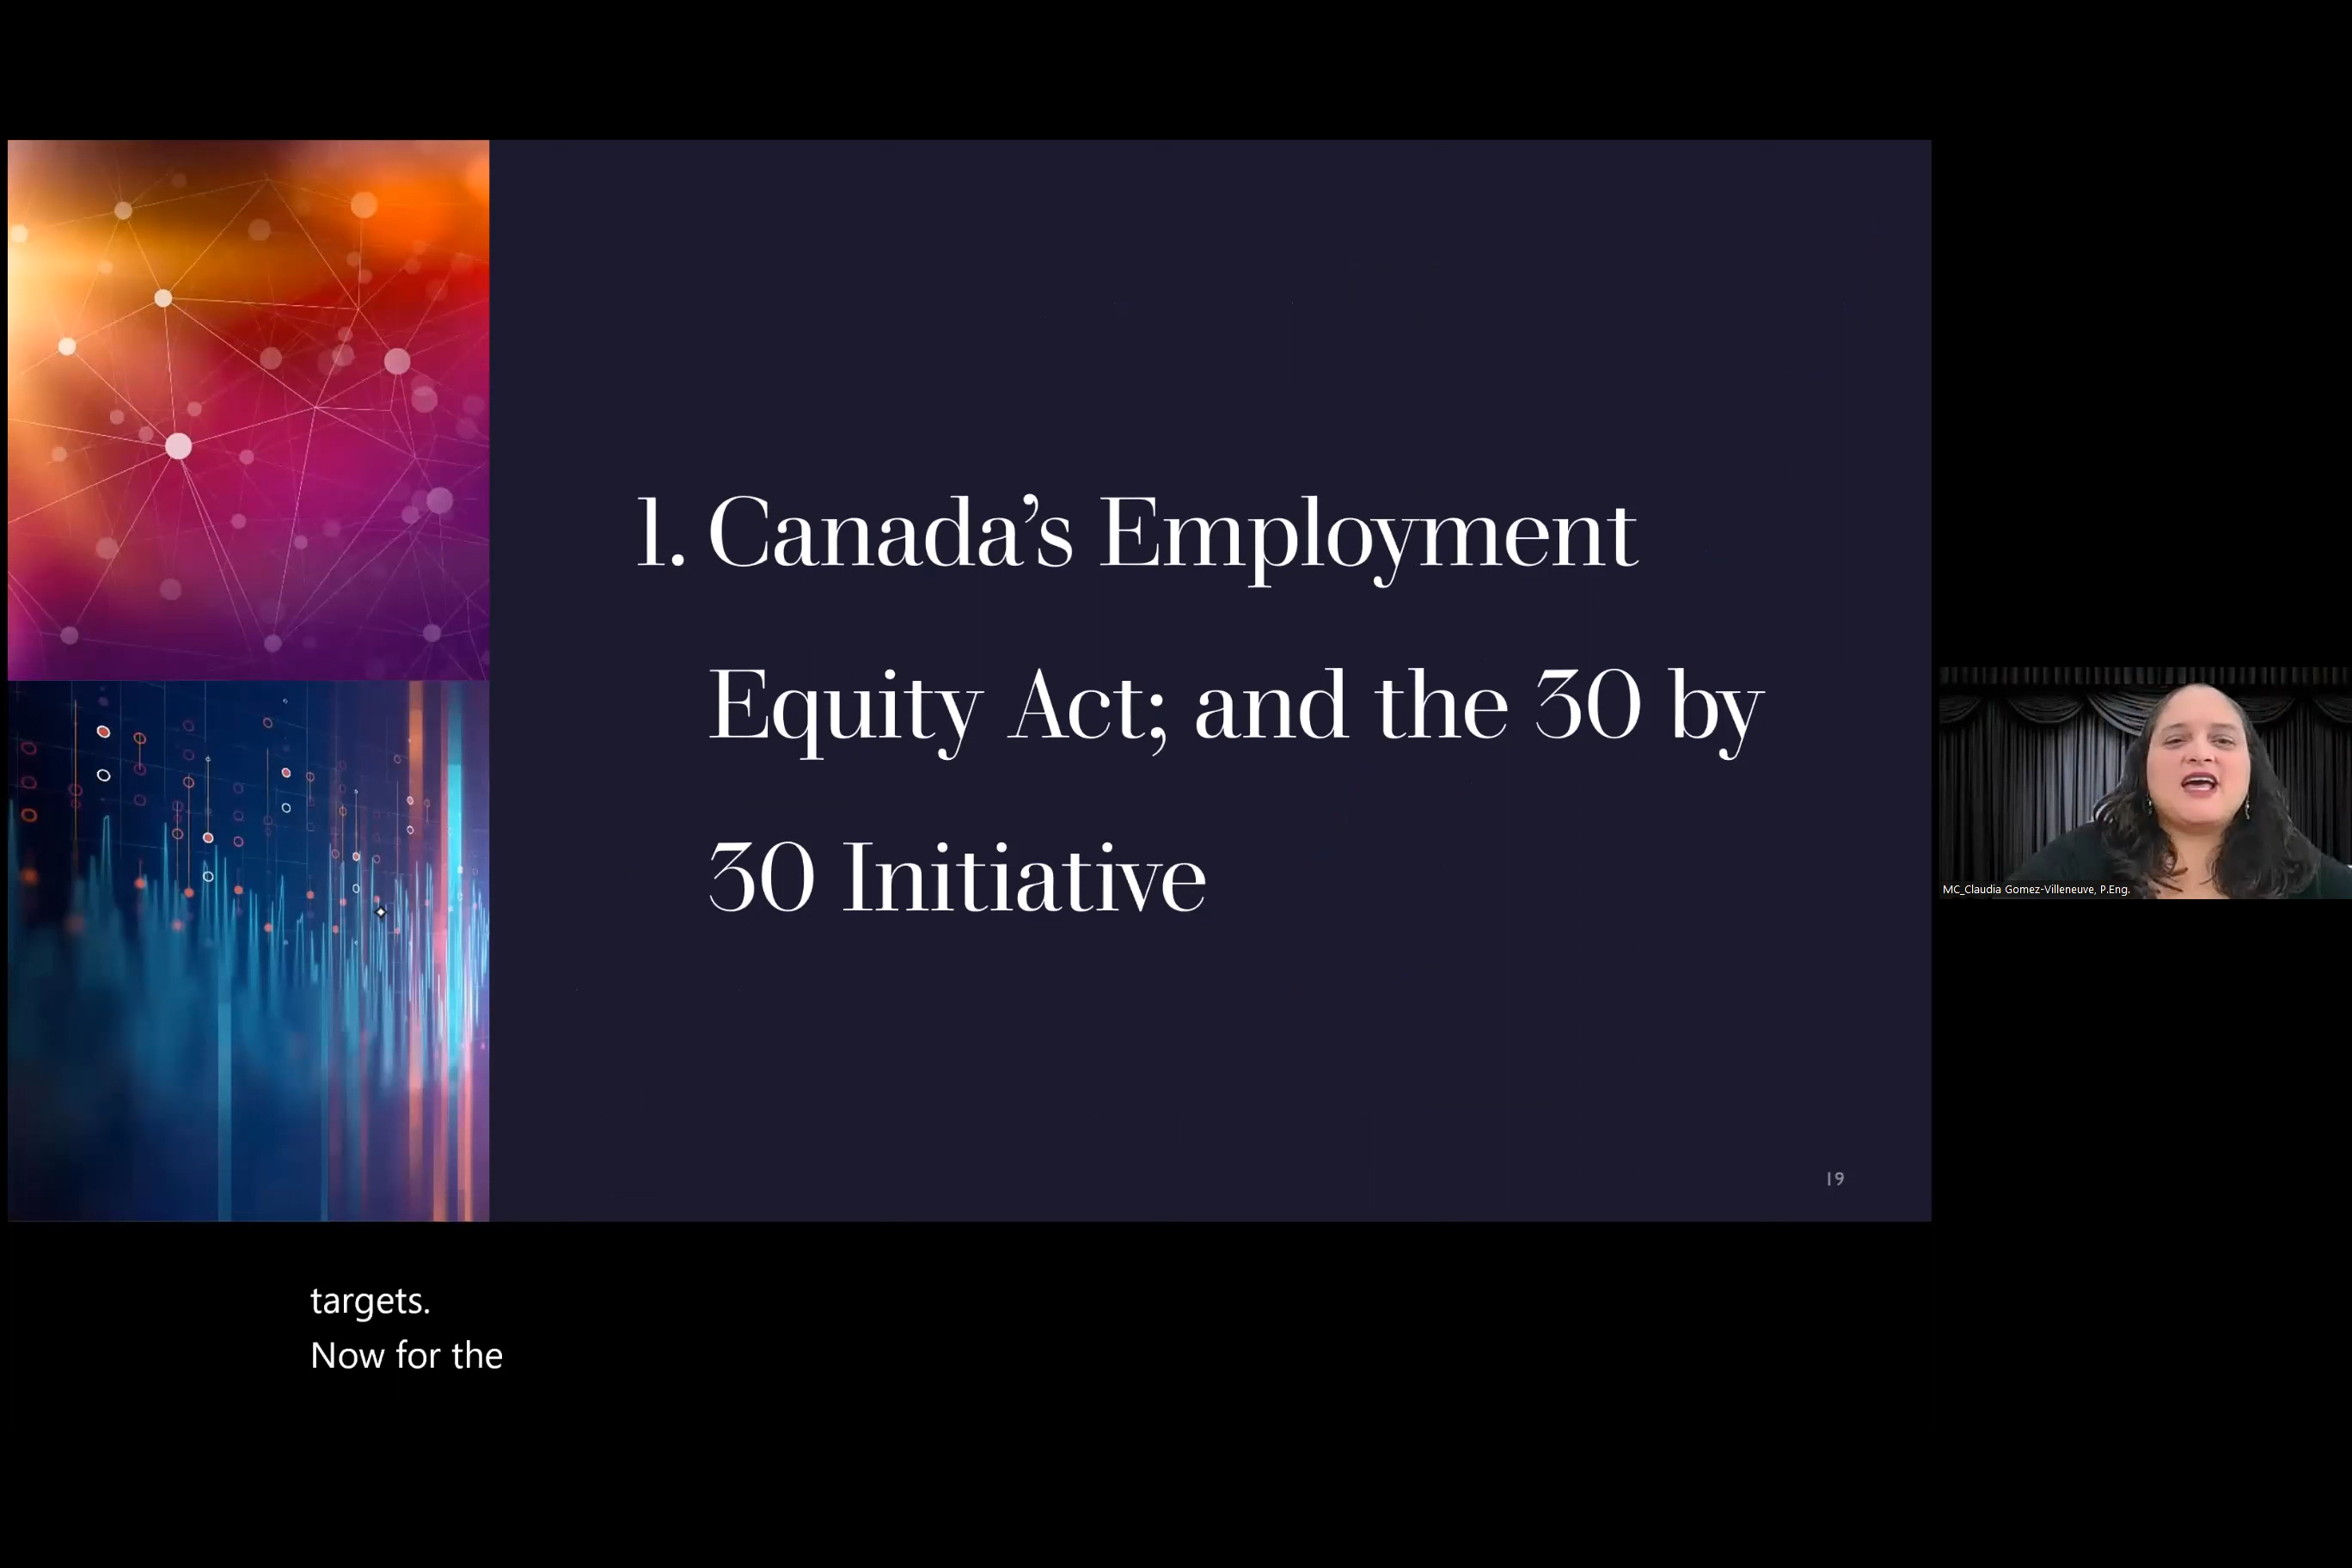 1. Canada’s Employment
Equity Act; and the 30 by
30 Initiative
19
MC_Claudia Gomez-Villeneuve, P.Eng.
targets.
Now for the